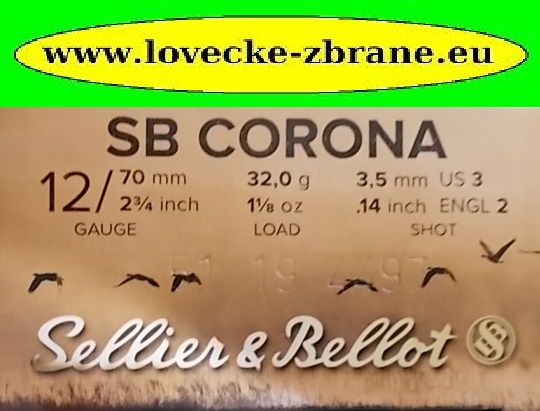 www.lovecke-zbrane.eu
SB CORONA
12/ 70 mm 32,0 g 3,5 mm US 3
2¾ inch 1⅛ oz .14 inch ENGL 2
GAUGE LOAD SHOT
Sellier & Bellot SB